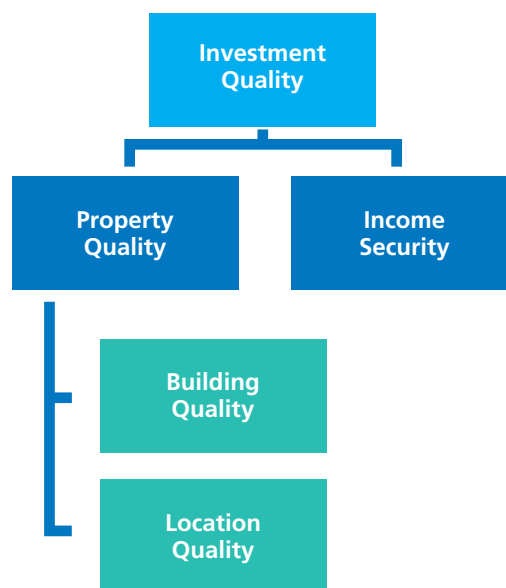 Investment
Quality
Property
Quality
Income
Security
Building
Quality
Location
Quality